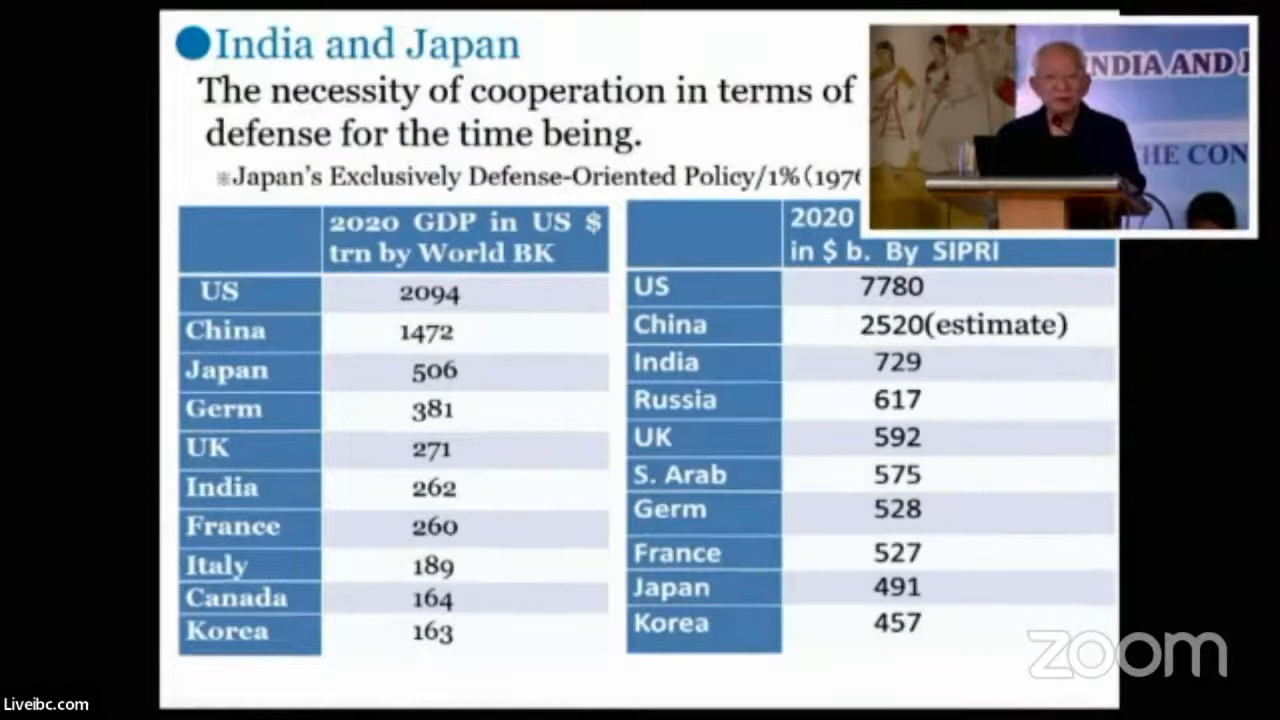 India and Japan
The necessity of cooperation in terms of
defense for the time being.
※Japan's Exclusively Defense-Oriented Policy/1%(1976
2020 GDP in US $
trn by World BK
US 2094
China 1472
Japan 506
Germ 381
UK 271
India 262
France 260
Italy 189
Canada 164
Korea 163
2020
in $ b. By SIPRI
US 7780
China 2520(estimate)
India 729
Russia 617
UK 592
S. Arab 575
Germ 528
France 527
Japan 491
Korea 457
INDIA AND
THE CON
zoom
Liveibc.com